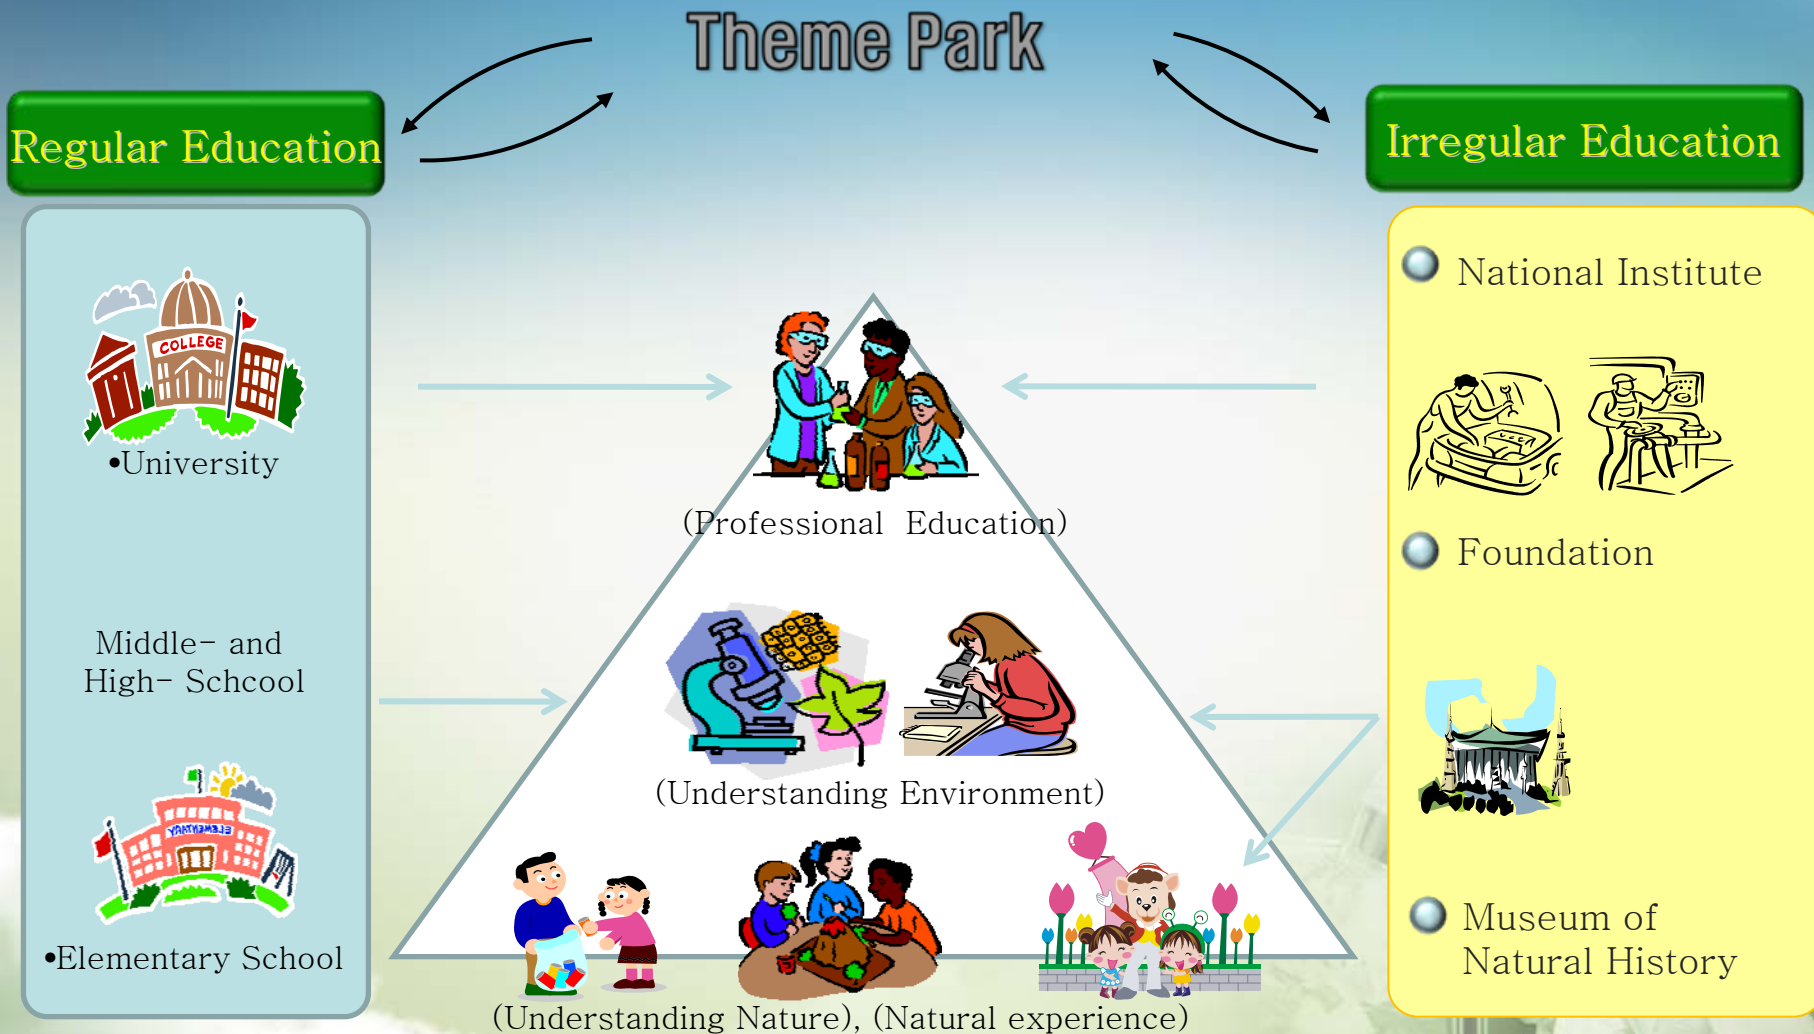 Theme Park
Regular Education
Irregular Education
COLLEGE
•University
Middle- and
High- Schcool
ELEMENTARY
•Elementary School
(Professional Education)
(Understanding Environment)
(Understanding Nature), (Natural experience)
National Institute
Foundation
Museum of
Natural History